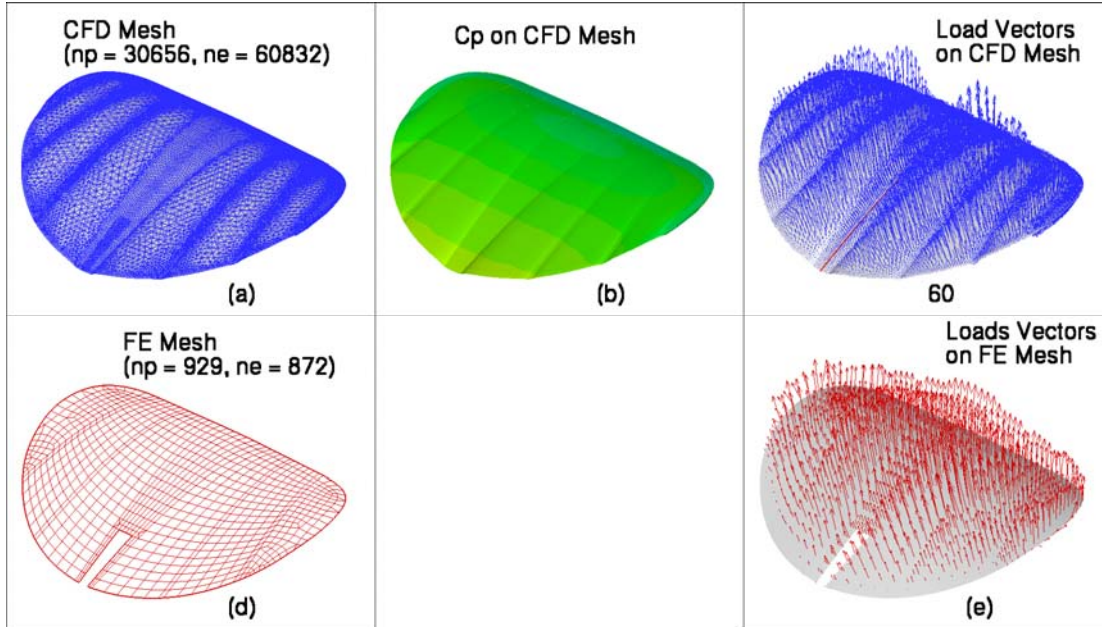 CFD Mesh
(np = 30656, ne = 60832)
(a)
Cp on CFD Mesh
(b)
Load Vectors
on CFD Mesh
60
FE Mesh
(np = 929, ne = 872)
(d)
Loads Vectors
on FE Mesh
(e)